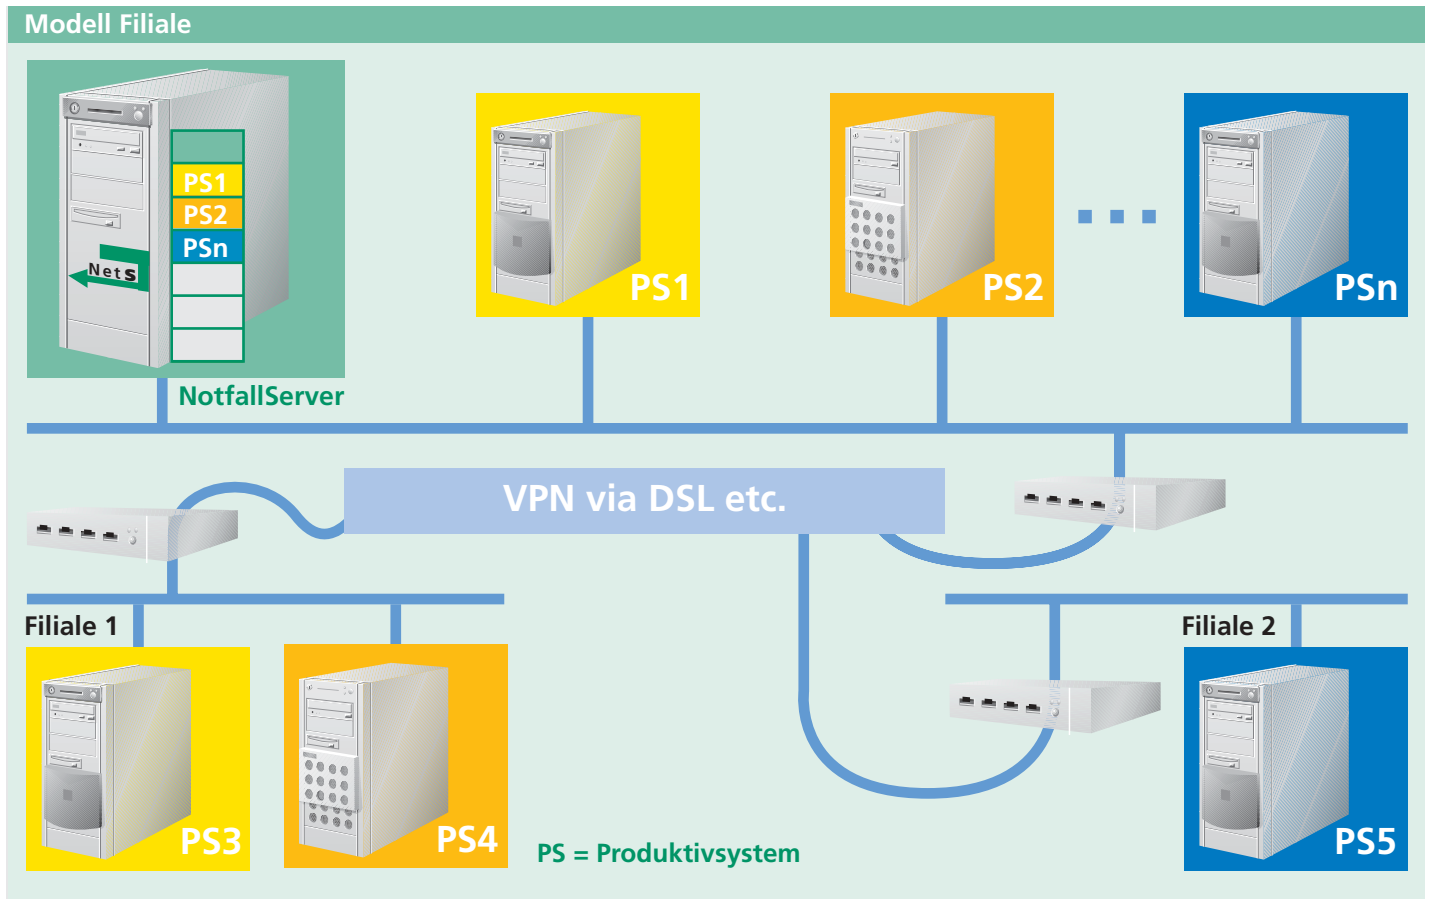 Modell Filiale
PS1
PS2
PSn
NetS
NotfallServer
PS1
PS2
PSn
VPN via DSL etc.
Filiale 1
Filiale 2
PS3
PS4
PS = Produktivsystem
PS5